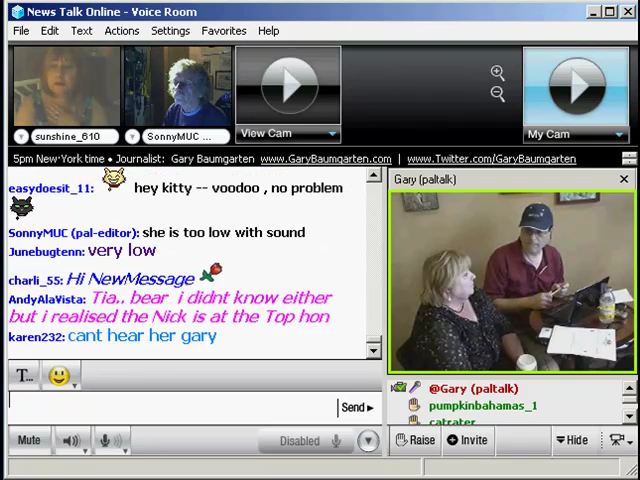 News Talk Online - Voice Room
File Edit Text Actions Settings Favorites Help
sunshine_610
SonnyMUC ...
View Cam
My Cam
5pm New York time • Journalist: Gary Baumgarten www.GaryBaumgarten.com | www.Twitter.com/GaryBaumgarten
easydoesit_11: hey kitty -- voodoo , no problem
SonnyMUC (pal-editor): she is too low with sound
Junebugtenn: very low
charli_55: Hi NewMessage
AndyAlaVista: Tia,. bear i didnt know either
but i realised the Nick is at the Top hon
karen232: cant hear her gary
Gary (paltalk)
@Gary (paltalk)
pumpkinbahamas_1
catrater
T...
Send
Mute
Disabled
Raise
Invite
Hide